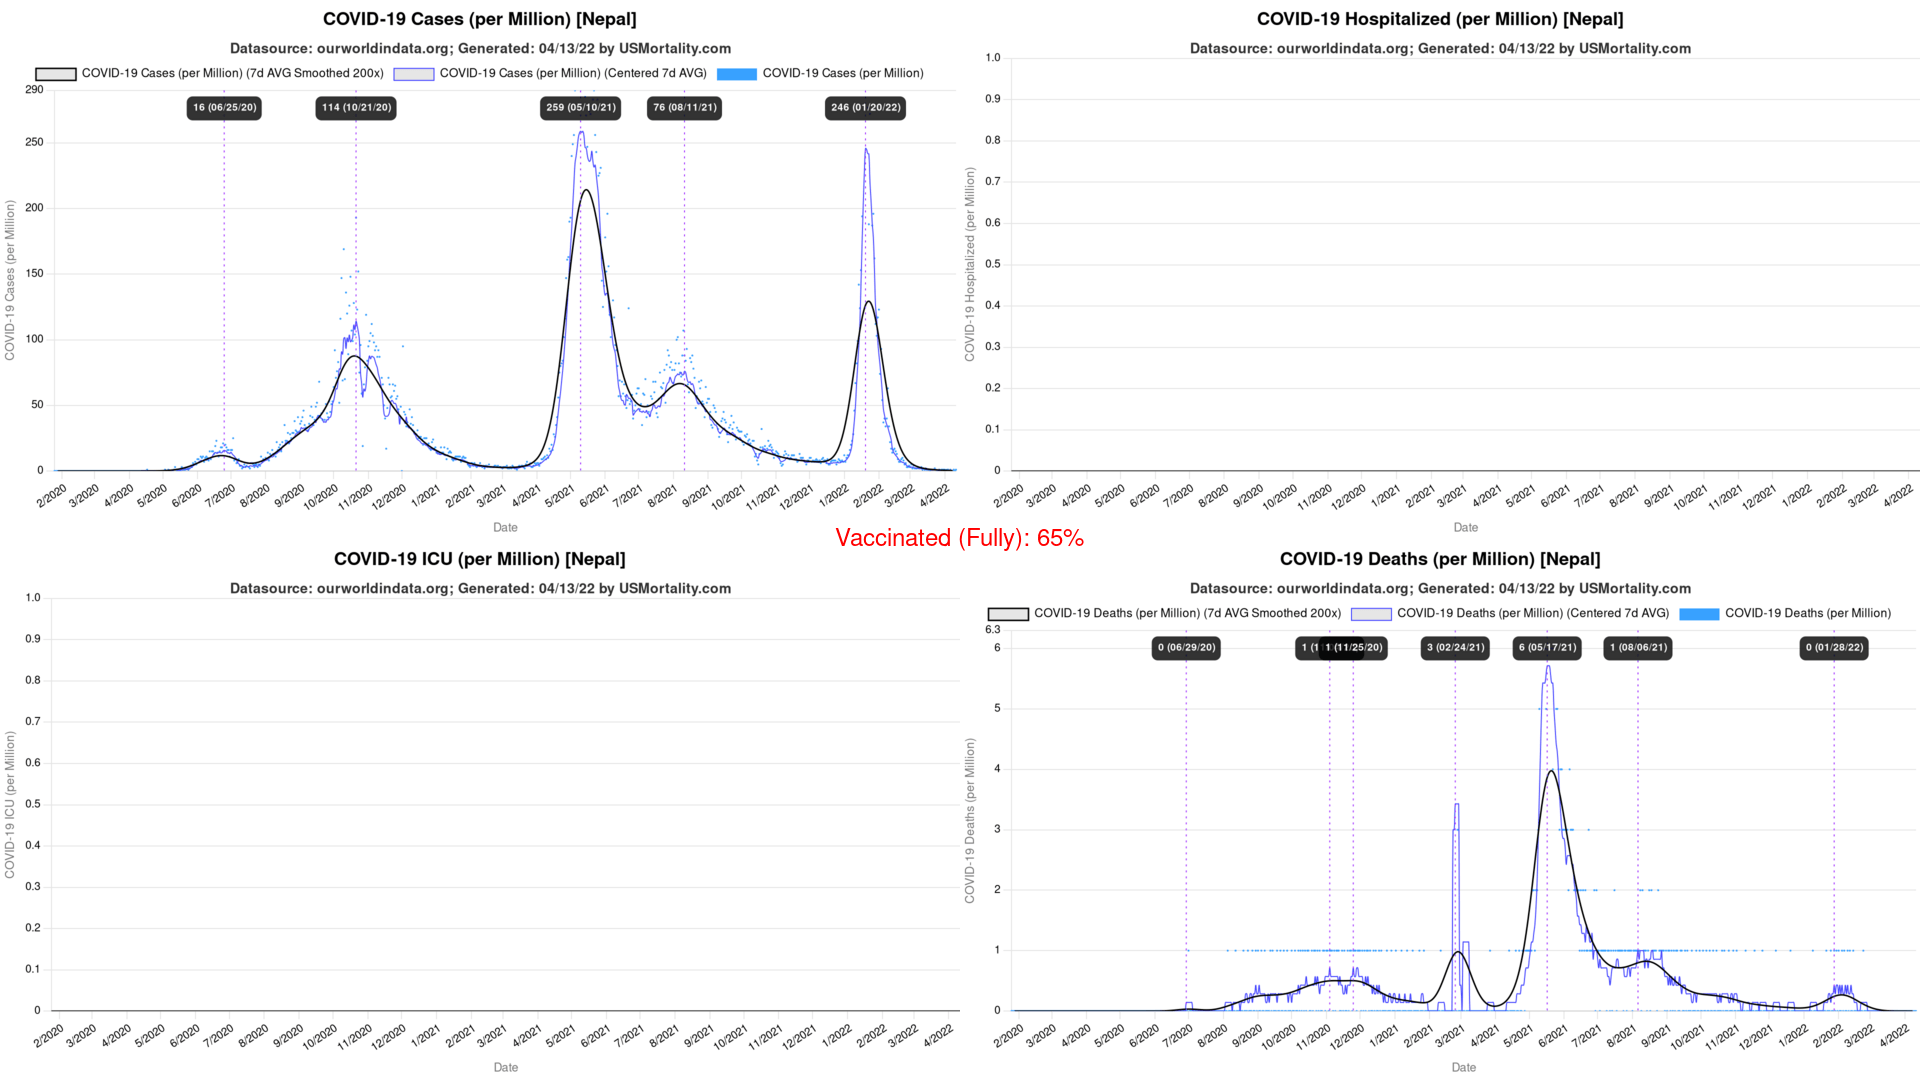 COVID-19 Cases (per Million) [Nepal]
Datasource: ourworldindata.org; Generated: 04/13/22 by USMortality.com
COVID-19 Cases (per Million) (7d AVG Smoothed 200x) COVID-19 Cases (per Million) (Centered 7d AVG) COVID-19 Cases (per Million)
290
16 (06/25/20) 114 (10/21/20) 259 (05/10/21) 76 (08/11/21) 246 (01/20/22)
250
200
150
100
50
0
COVID-19 Cases (per Million)
2/2020 3/2020 4/2020 5/2020 6/2020 7/2020 8/2020 9/2020 10/2020 11/2020 12/2020 1/2021 2/2021 3/2021 4/2021 5/2021 6/2021 7/2021 8/2021 9/2021 10/2021 11/2021 12/2021 1/2022 2/2022 3/2022 4/2022
Date
COVID-19 Hospitalized (per Million) [Nepal]
Datasource: ourworldindata.org; Generated: 04/13/22 by USMortality.com
1.0
0.9
0.8
0.7
0.6
0.5
0.4
0.3
0.2
0.1
0
COVID-19 Hospitalized (per Million)
2/2020 3/2020 4/2020 5/2020 6/2020 7/2020 8/2020 9/2020 10/2020 11/2020 12/2020 1/2021 2/2021 3/2021 4/2021 5/2021 6/2021 7/2021 8/2021 9/2021 10/2021 11/2021 12/2021 1/2022 2/2022 3/2022 4/2022
Date
Vaccinated (Fully): 65%
COVID-19 ICU (per Million) [Nepal]
Datasource: ourworldindata.org; Generated: 04/13/22 by USMortality.com
1.0
0.9
0.8
0.7
0.6
0.5
0.4
0.3
0.2
0.1
0
COVID-19 ICU (per Million)
2/2020 3/2020 4/2020 5/2020 6/2020 7/2020 8/2020 9/2020 10/2020 11/2020 12/2020 1/2021 2/2021 3/2021 4/2021 5/2021 6/2021 7/2021 8/2021 9/2021 10/2021 11/2021 12/2021 1/2022 2/2022 3/2022 4/2022
Date
COVID-19 Deaths (per Million) [Nepal]
Datasource: ourworldindata.org; Generated: 04/13/22 by USMortality.com
COVID-19 Deaths (per Million) (7d AVG Smoothed 200x) COVID-19 Deaths (per Million) (Centered 7d AVG) COVID-19 Deaths (per Million)
6.3
0 (06/29/20) 1 (1 1 (11/25/20) 3 (02/24/21) 6 (05/17/21) 1 (08/06/21) 0 (01/28/22)
6
5
4
3
2
1
0
COVID-19 Deaths (per Million)
2/2020 3/2020 4/2020 5/2020 6/2020 7/2020 8/2020 9/2020 10/2020 11/2020 12/2020 1/2021 2/2021 3/2021 4/2021 5/2021 6/2021 7/2021 8/2021 9/2021 10/2021 11/2021 12/2021 1/2022 2/2022 3/2022 4/2022
Date